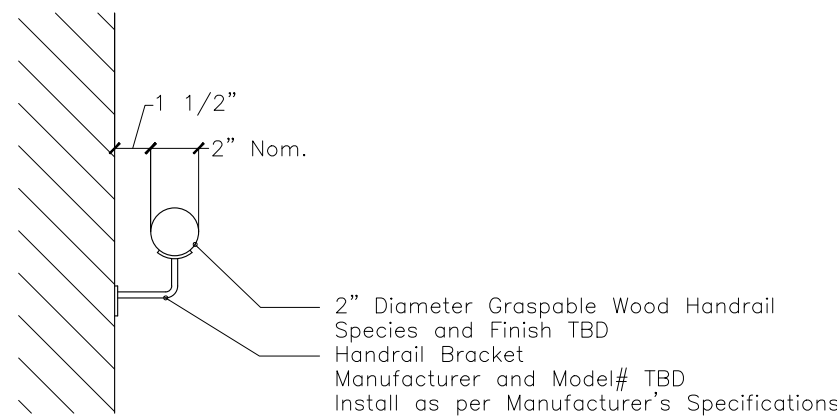 1 1/2”
2” Nom.
2” Diameter Graspable Wood Handrail
Species and Finish TBD
Handrail Bracket
Manufacturer and Model# TBD
Install as per Manufacturer's Specifications